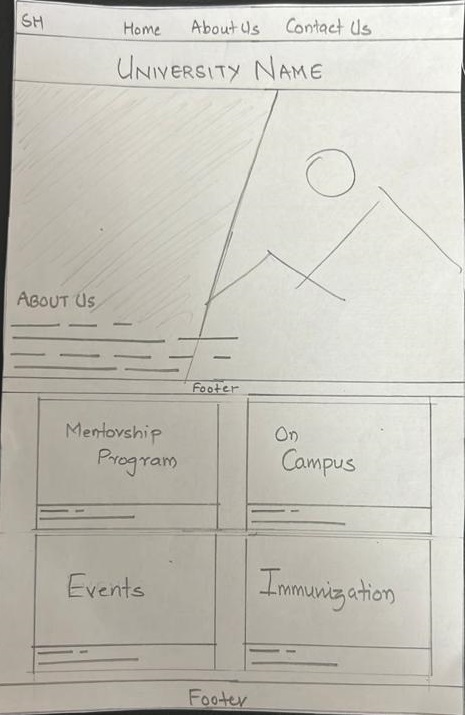 SH
Home About Us Contact Us
UNIVERSITY NAME
ABOUT Us
Footer
Mentorship
Program
On
Campus
Events
Immunization
Footer